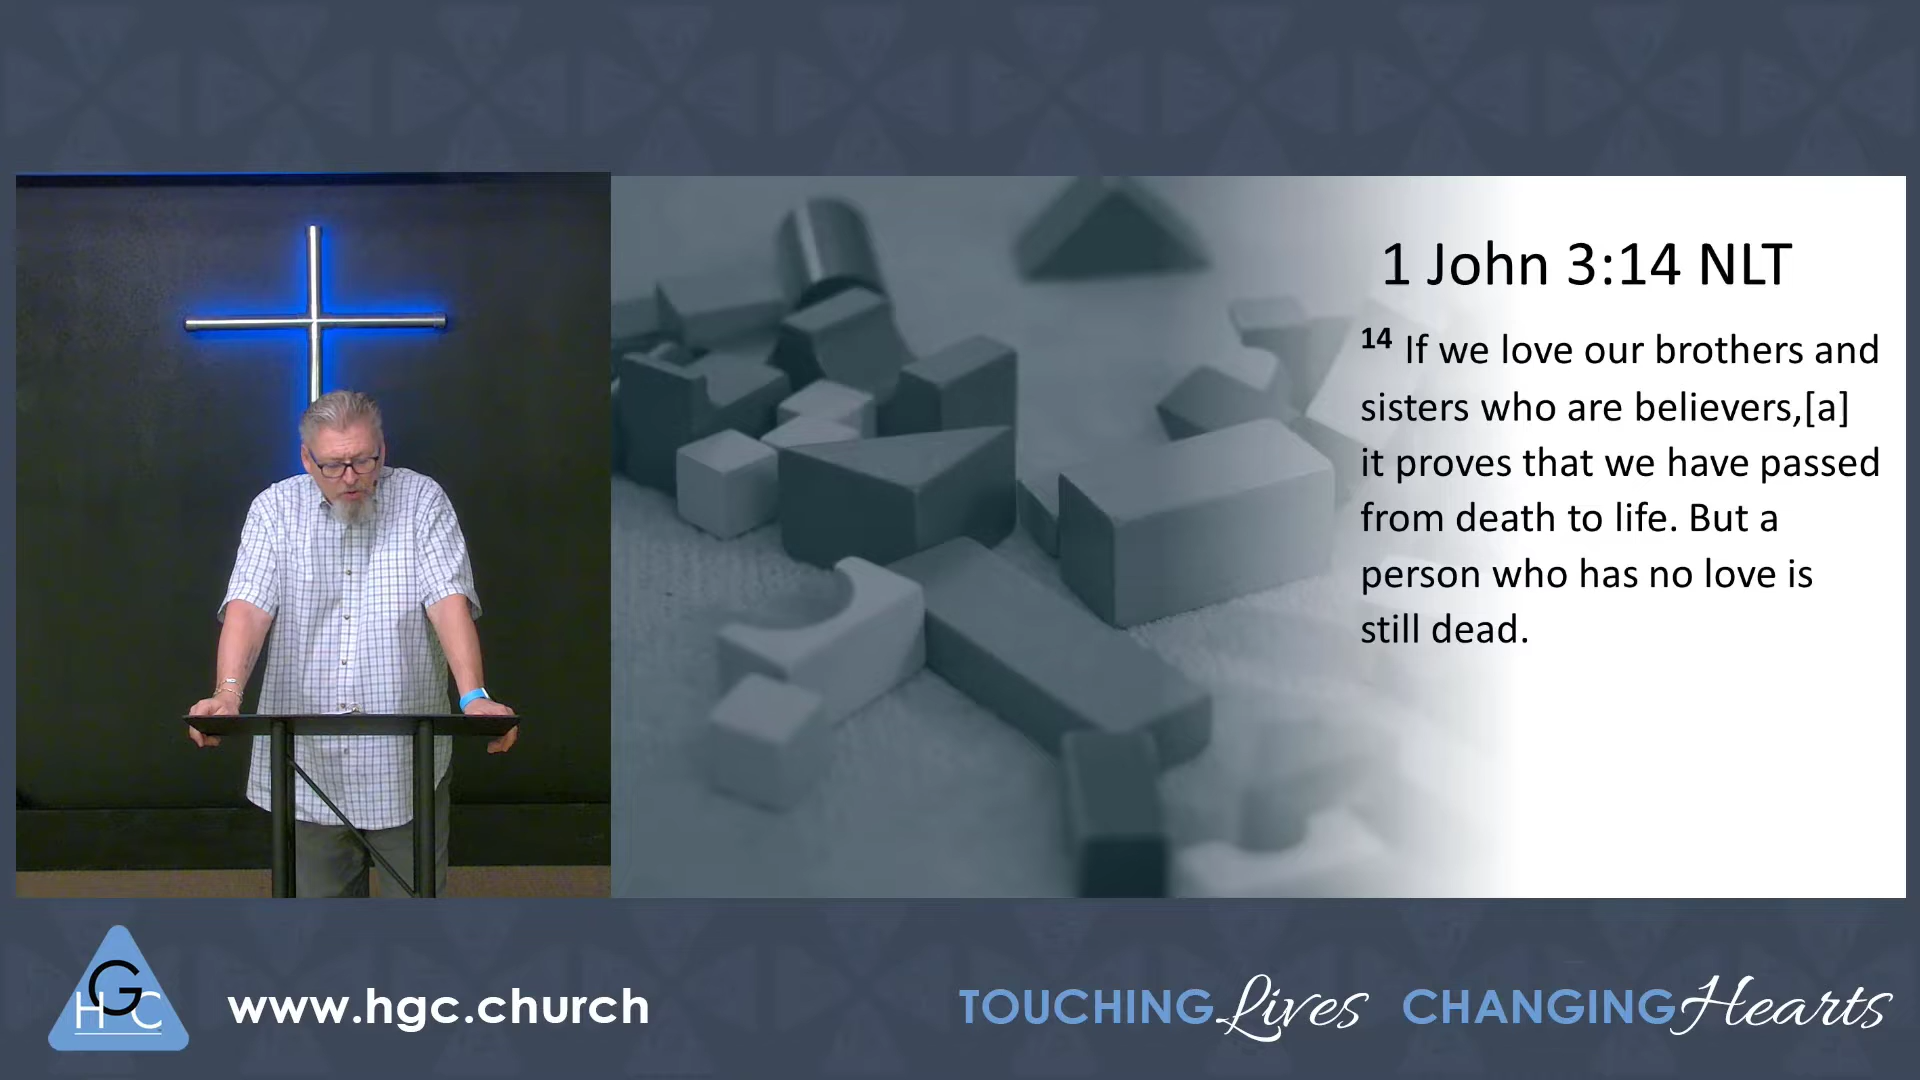 1 John 3:14 NLT
14 If we love our brothers and
sisters who are believers,[a]
it proves that we have passed
from death to life. But a
person who has no love is
still dead.
HGC
www.hgc.church
TOUCHING Lives CHANGING Hearts